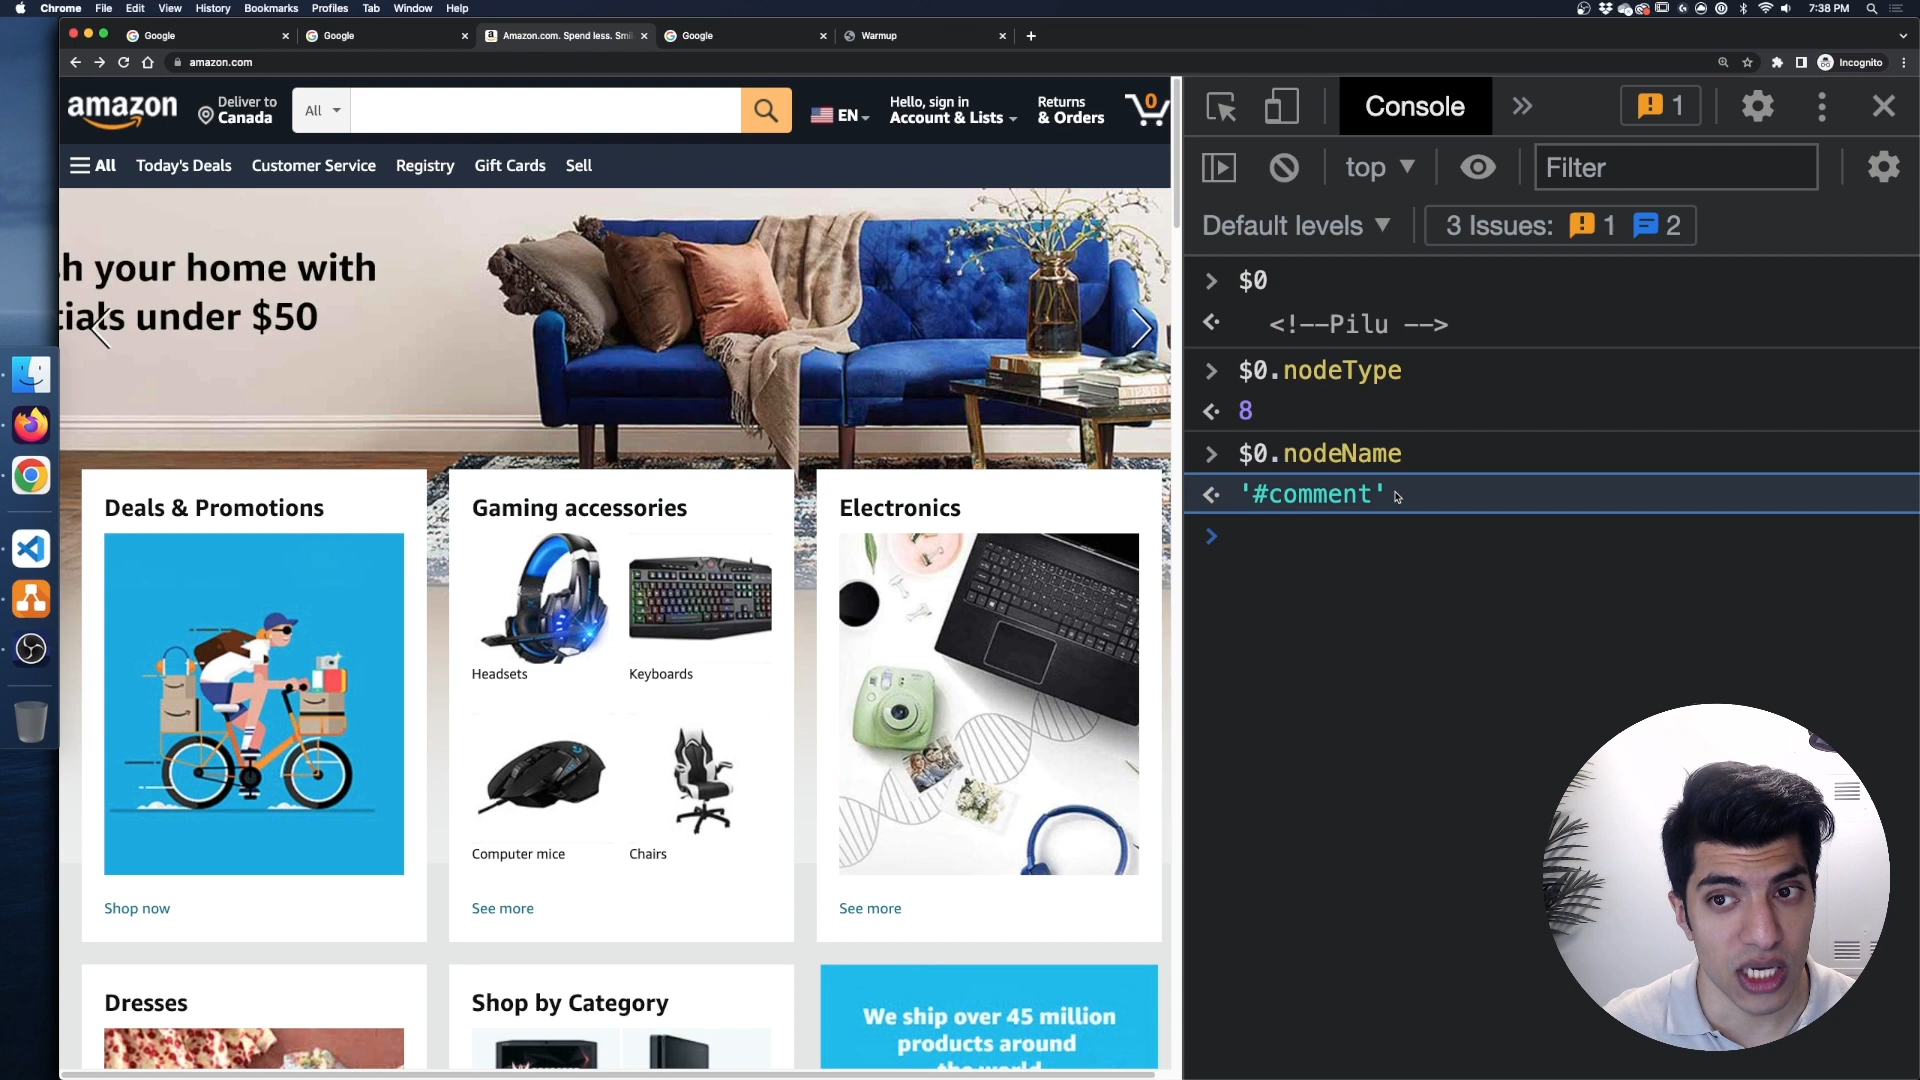 Chrome File Edit View History Bookmarks Profiles Tab Window Help 7:38 PM
Google Google Amazon.com. Spend less. Smil Google Warmup
amazon.com Incognito
amazon
Deliver to
Canada
All
EN
Hello, sign in
Account & Lists
Returns
& Orders
0
All Today's Deals Customer Service Registry Gift Cards Sell
sh your home with
tials under $50
Deals & Promotions
Shop now
Gaming accessories
Headsets Keyboards
Computer mice Chairs
See more
Electronics
See more
Dresses
Shop by Category
We ship over 45 million
products around
the world
Console 1
top Filter
Default levels 3 Issues: 1 2
> $0
<!--Pilu -->
> $0.nodeType
8
> $0.nodeName
'#comment'
>